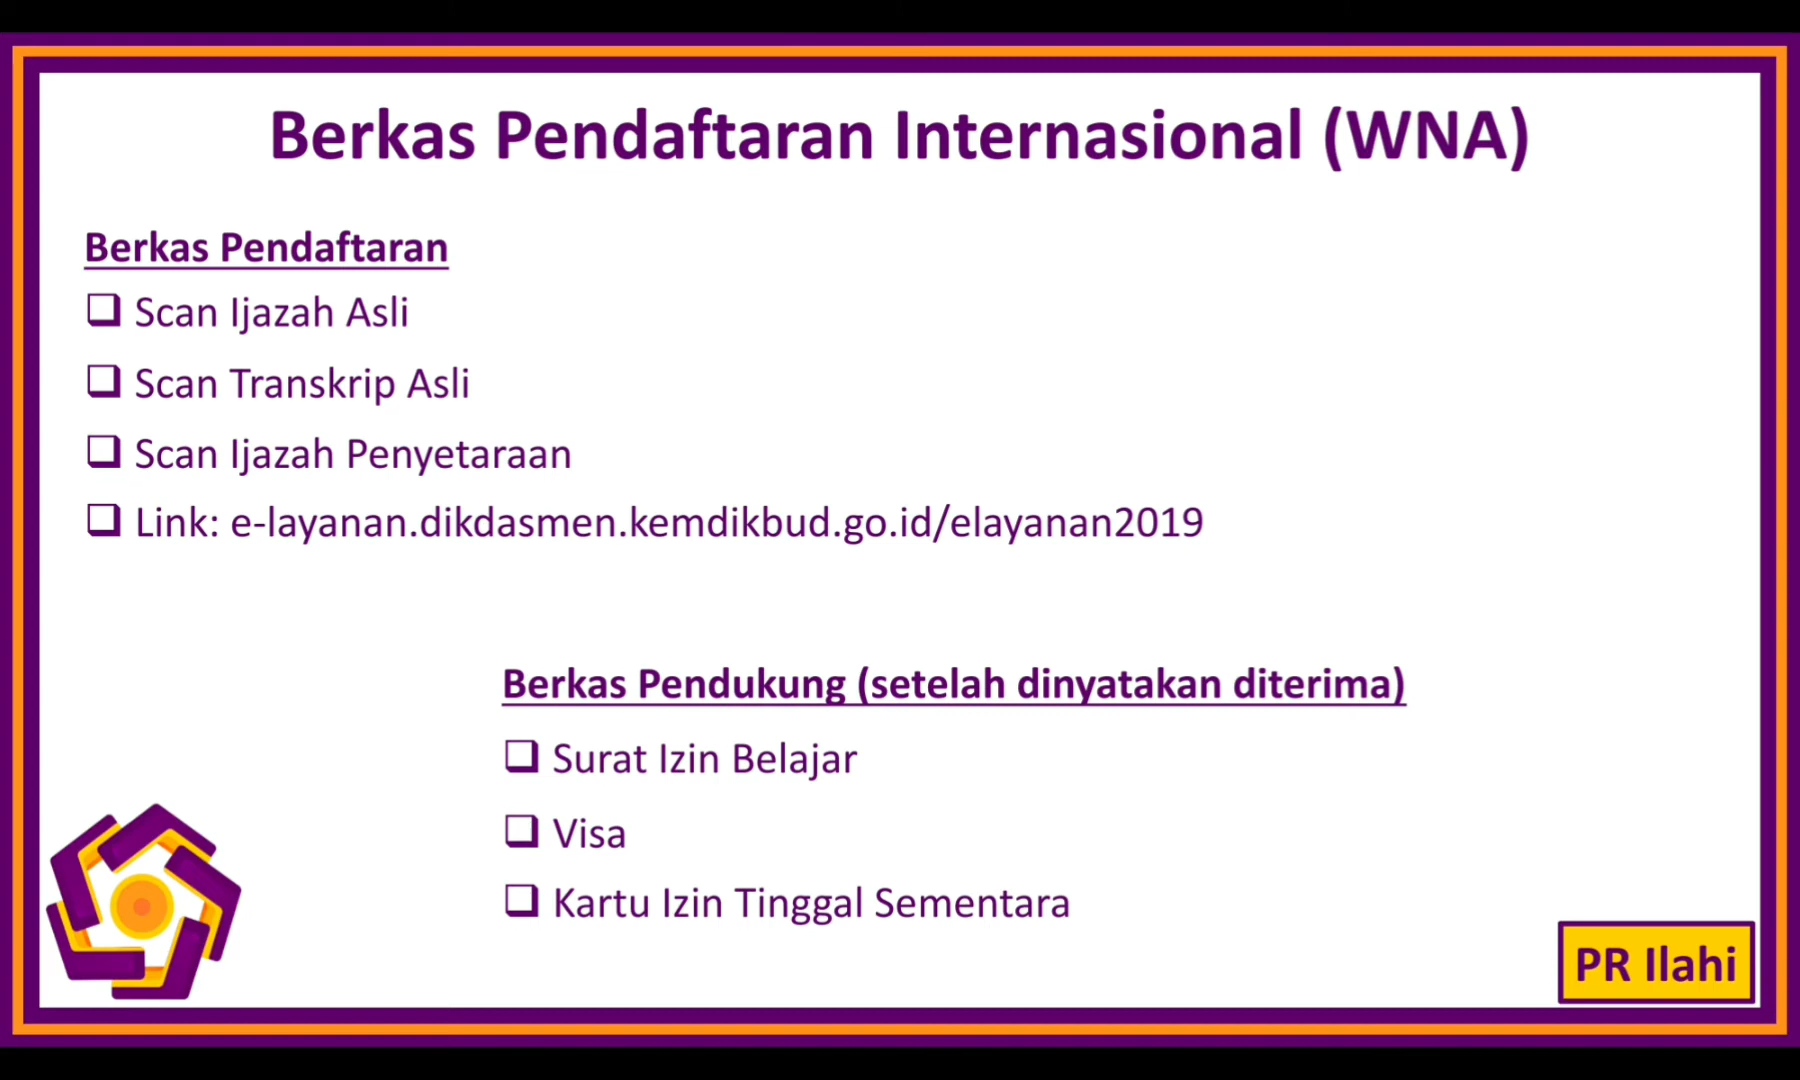 Berkas Pendaftaran Internasional (WNA)
Berkas Pendaftaran
Scan Ijazah Asli
Scan Transkrip Asli
Scan Ijazah Penyetaraan
Link: e-layanan.dikdasmen.kemdikbud.go.id/elayanan2019
Berkas Pendukung (setelah dinyatakan diterima)
Surat Izin Belajar
Visa
Kartu Izin Tinggal Sementara
PR Ilahi